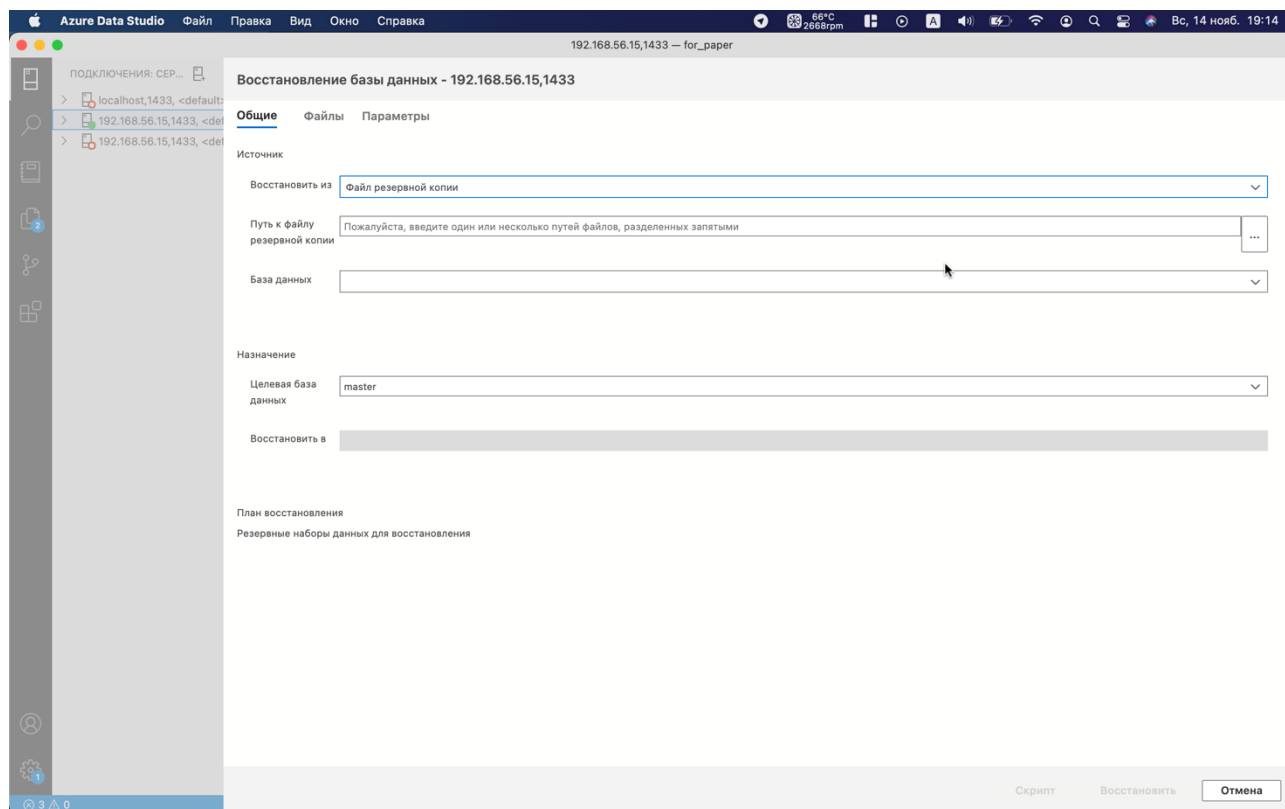 Azure Data Studio Файл Правка Вид Окно Справка
66°C
2668rpm
A
Вс, 14 нояб. 19:14
192.168.56.15,1433 — for_paper
ПОДКЛЮЧЕНИЯ: СЕР...
localhost,1433, <default>
192.168.56.15,1433, <def
192.168.56.15,1433, <def
2
1
3 0
Восстановление базы данных - 192.168.56.15,1433
Общие Файлы Параметры
Источник
Восстановить из
Файл резервной копии
Путь к файлу
резервной копии
Пожалуйста, введите один или несколько путей файлов, разделенных запятыми
...
База данных
Назначение
Целевая база
данных
master
Восстановить в
План восстановления
Резервные наборы данных для восстановления
Скрипт Восстановить Отмена